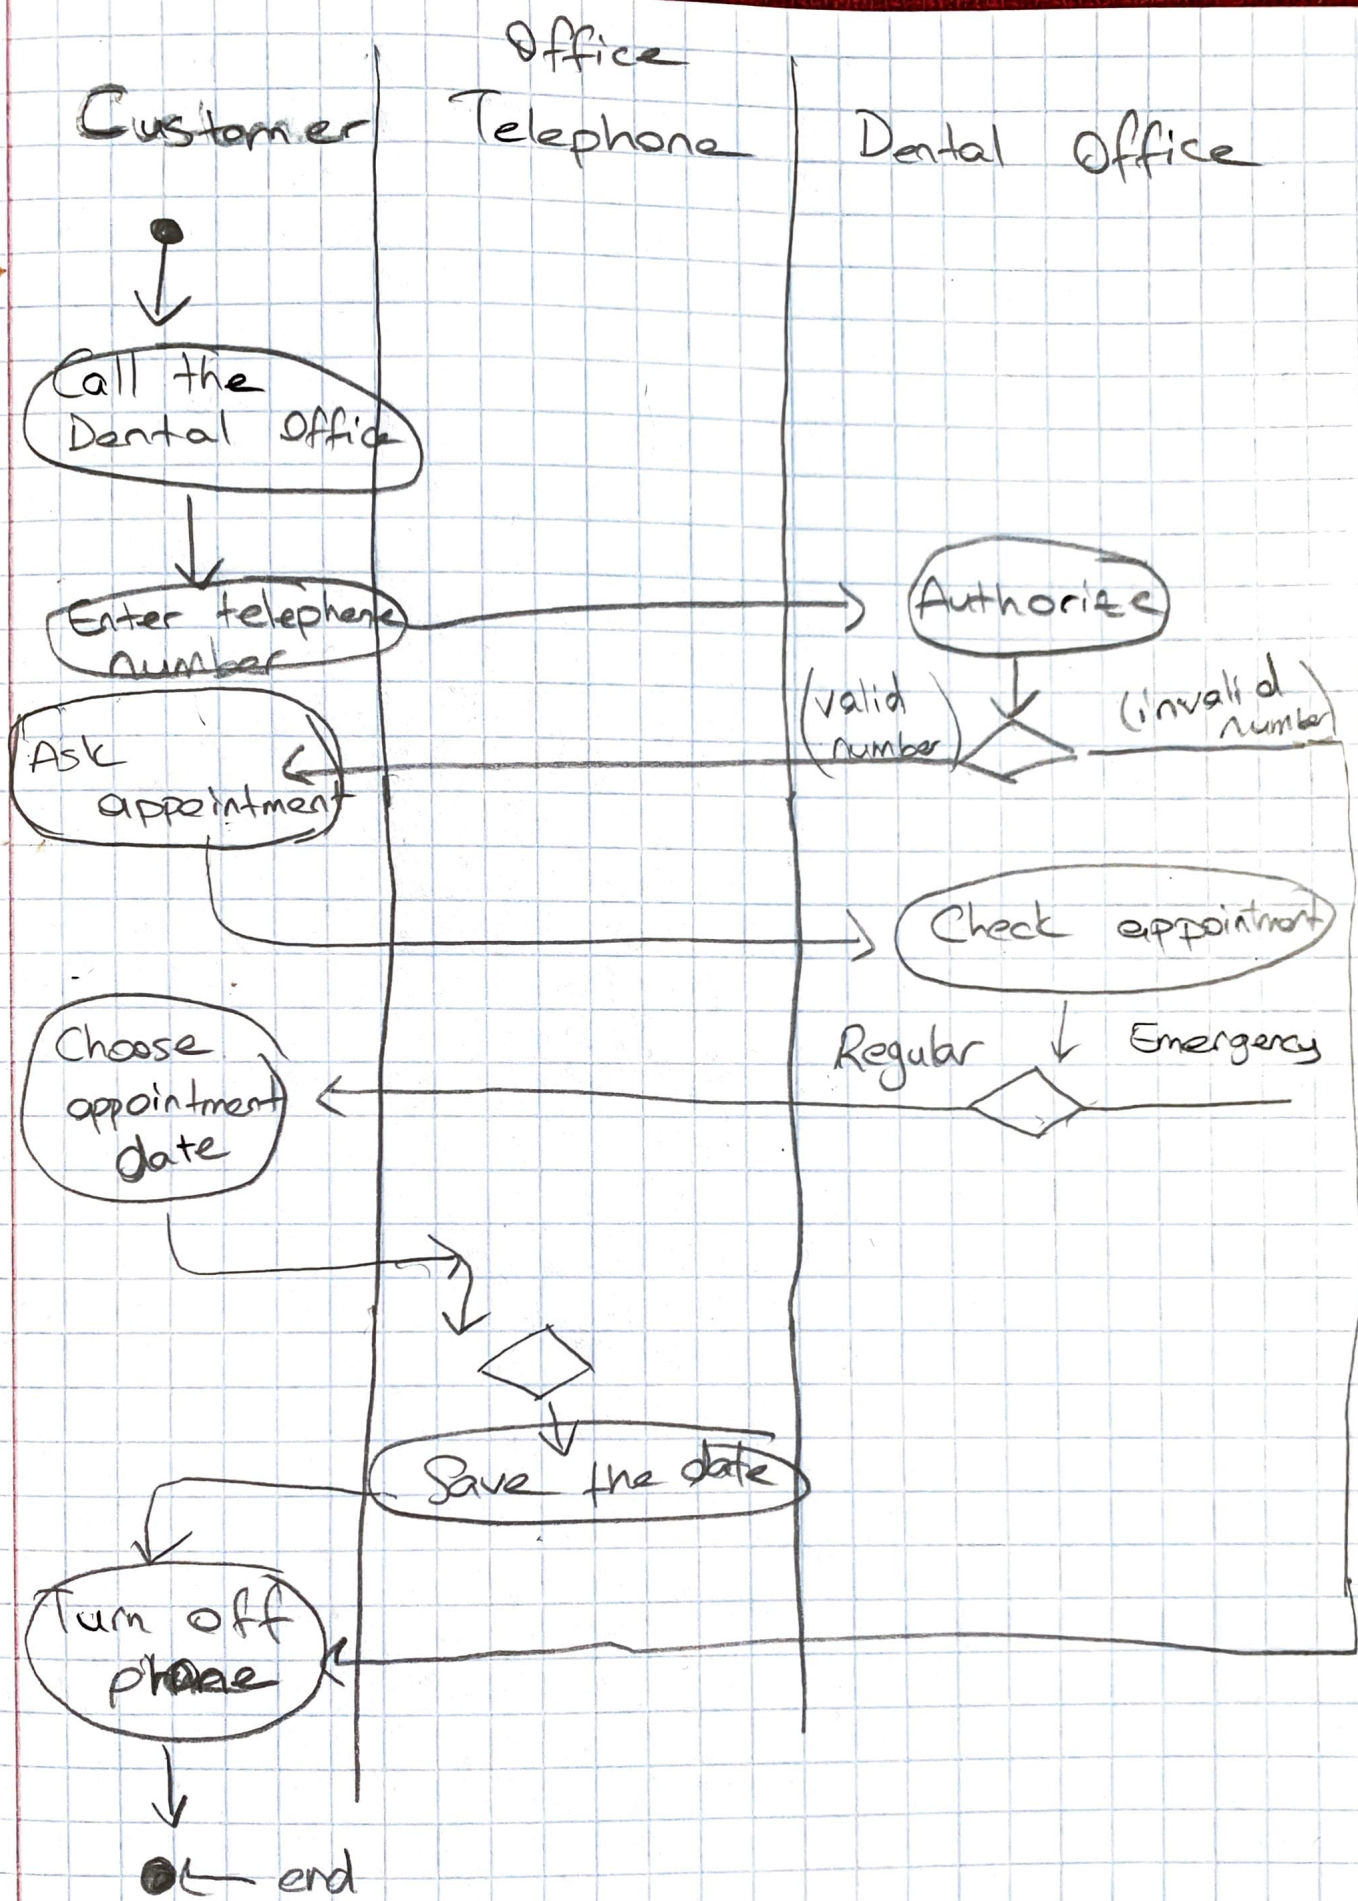 Office
Customer
Telephone
Dental Office
Call the
Dental Office
Enter telephone
number
Authorize
(valid
number)
(invalid
number)
Ask
appointment
Check appointment
Regular
Emergency
Choose
appointment
date
Save the date
Turn off
phone
end